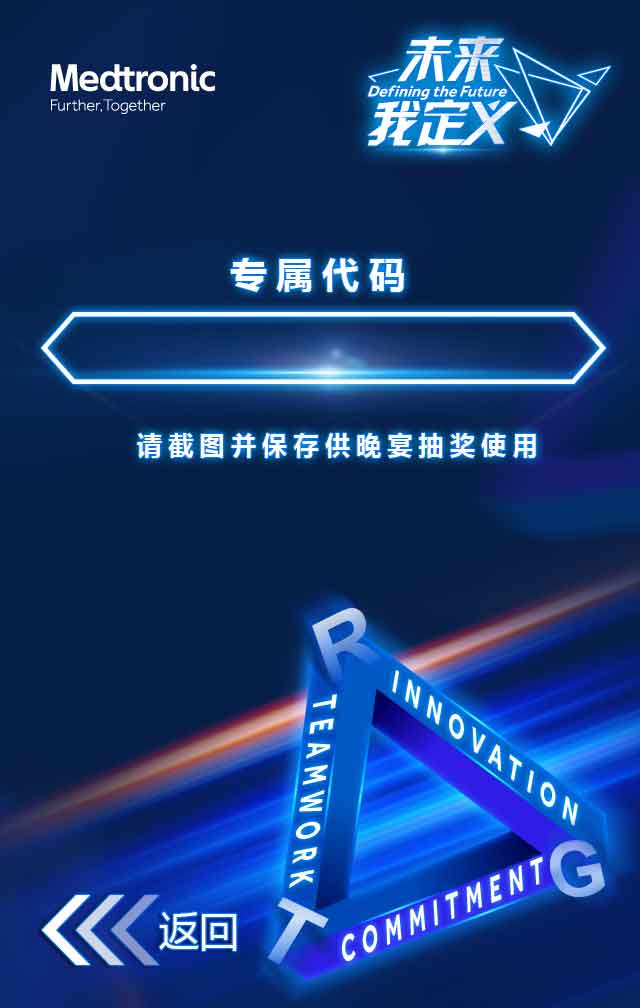 Medtronic
Further,Together
未来
Defining the Future
我定义
专属代码
请截图并保存供晚宴抽奖使用
R
INNOVATION
TEAMWORK
G
COMMITMENT
T
返回